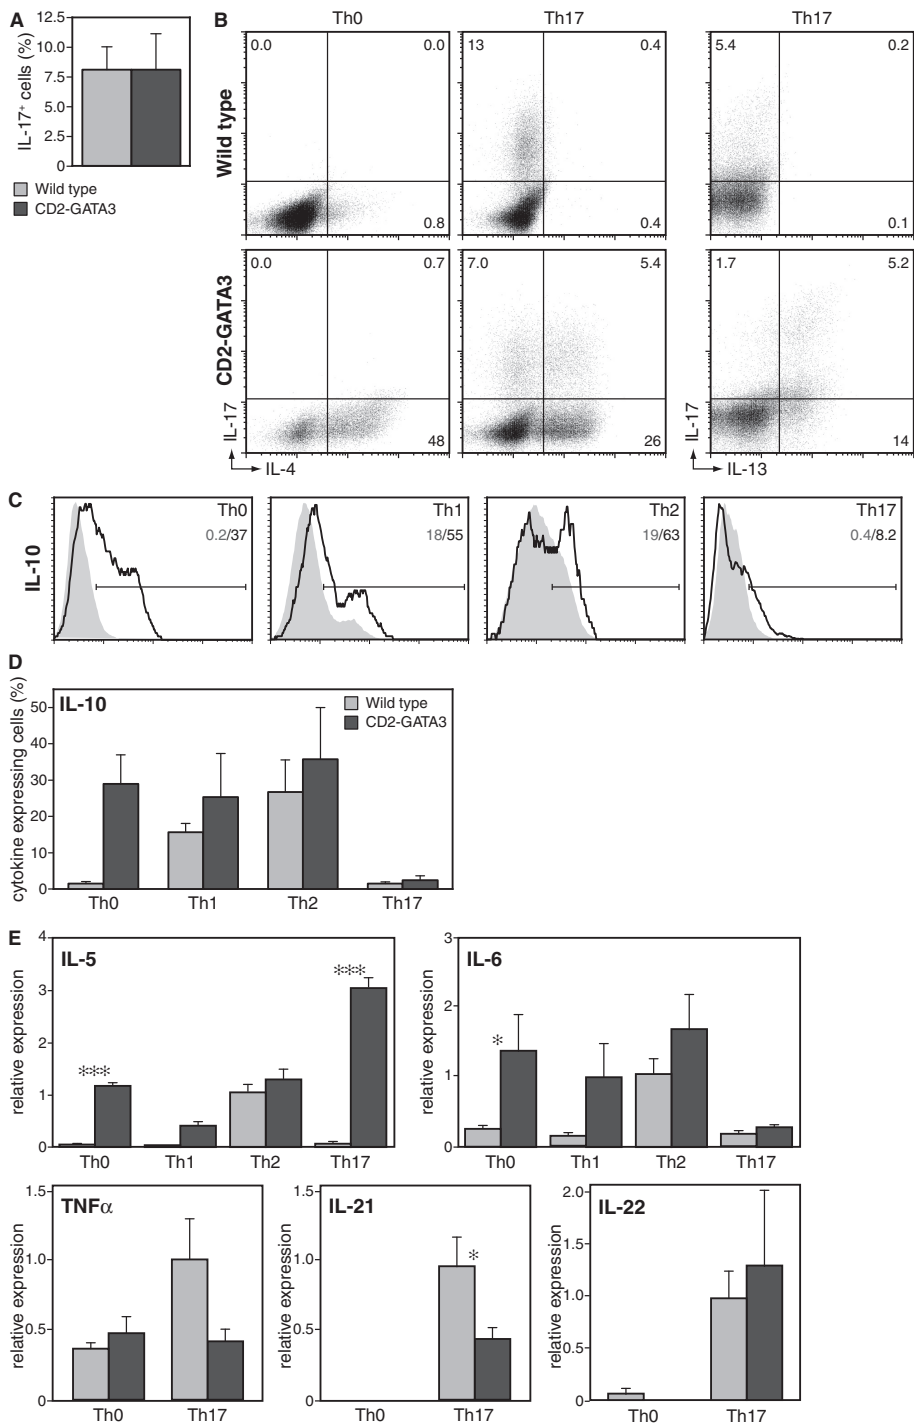 A
12.5
10.0
7.5
5.0
2.5
0
IL-17+ cells (%)
Wild type
CD2-GATA3
B
Th0
Th17
Th17
Wild type
0.0
0.0
0.8
13
0.4
0.4
5.4
0.2
0.1
CD2-GATA3
0.0
0.7
48
7.0
5.4
26
1.7
5.2
14
IL-17
IL-4
IL-17
IL-13
C
IL-10
Th0
0.2/37
Th1
18/55
Th2
19/63
Th17
0.4/8.2
D
cytokine expressing cells (%)
IL-10
Wild type
CD2-GATA3
50
40
30
20
10
0
Th0
Th1
Th2
Th17
E
relative expression
IL-5
4
3
2
1
0
***
***
Th0
Th1
Th2
Th17
relative expression
IL-6
3
2
1
0
*
Th0
Th1
Th2
Th17
relative expression
TNFα
1.5
1.0
0.5
0
Th0
Th17
relative expression
IL-21
1.5
1.0
0.5
0
*
Th0
Th17
relative expression
IL-22
2.0
1.5
1.0
0.5
0
Th0
Th17